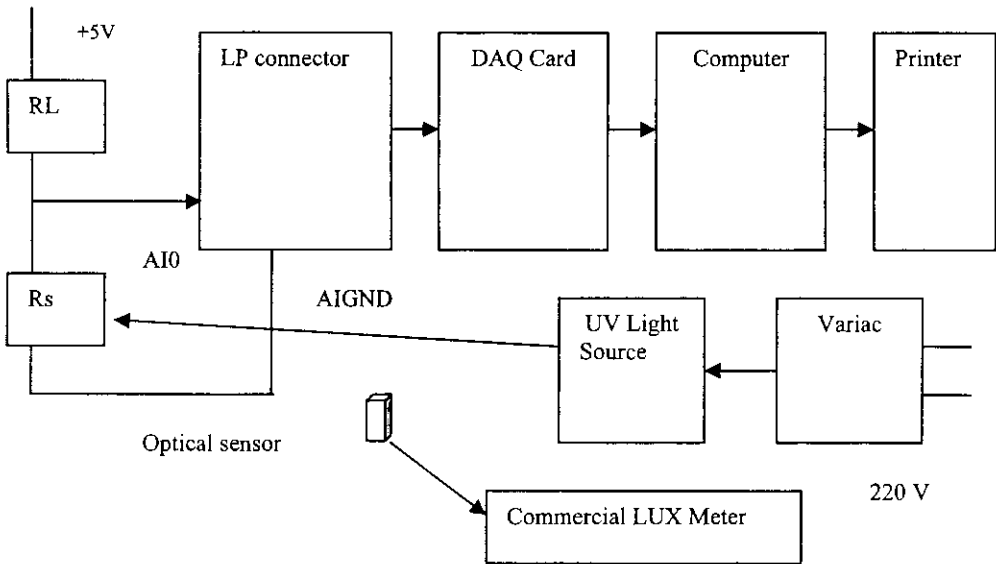 +5V
LP connector
DAQ Card
Computer
Printer
RL
AI0
Rs
AIGND
UV Light
Source
Variac
Optical sensor
220 V
Commercial LUX Meter